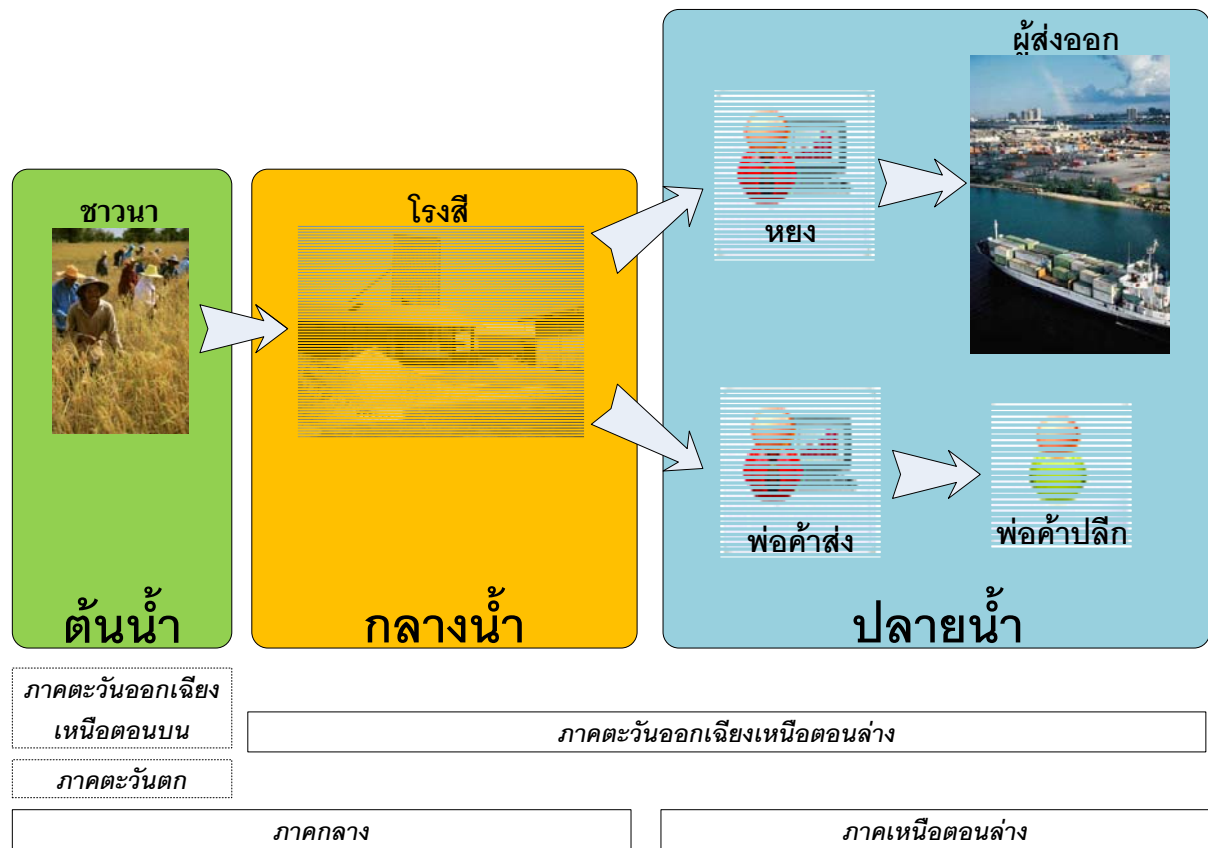 ผู้ส่งออก
ชาวนา
โรงสี
หยง
พ่อค้าส่ง
พ่อค้าปลีก
ต้นน้ำ
กลางน้ำ
ปลายน้ำ
ภาคตะวันออกเฉียง
เหนือตอนบน
ภาคตะวันออกเฉียงเหนือตอนล่าง
ภาคตะวันตก
ภาคกลาง
ภาคเหนือตอนล่าง